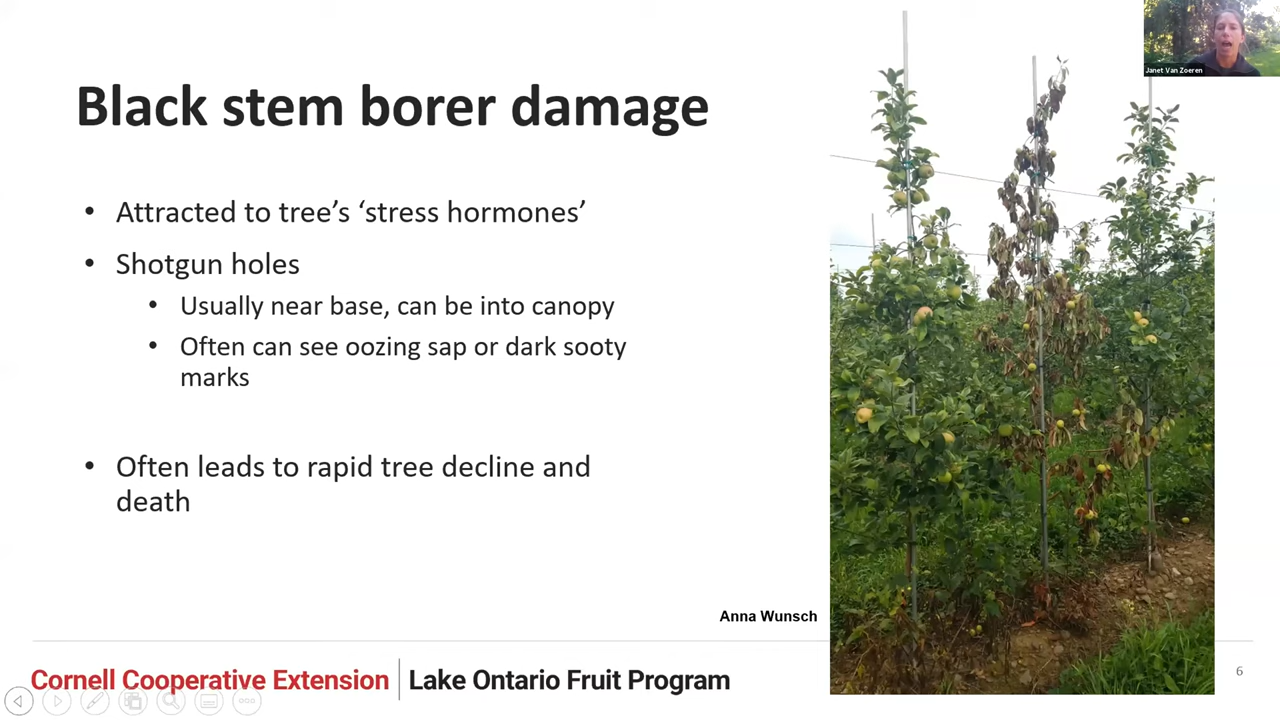 Janet Van Zoeren
Black stem borer damage
• Attracted to tree's 'stress hormones'
• Shotgun holes
• Usually near base, can be into canopy
• Often can see oozing sap or dark sooty
marks
• Often leads to rapid tree decline and
death
Anna Wunsch
Cornell Cooperative Extension | Lake Ontario Fruit Program
6